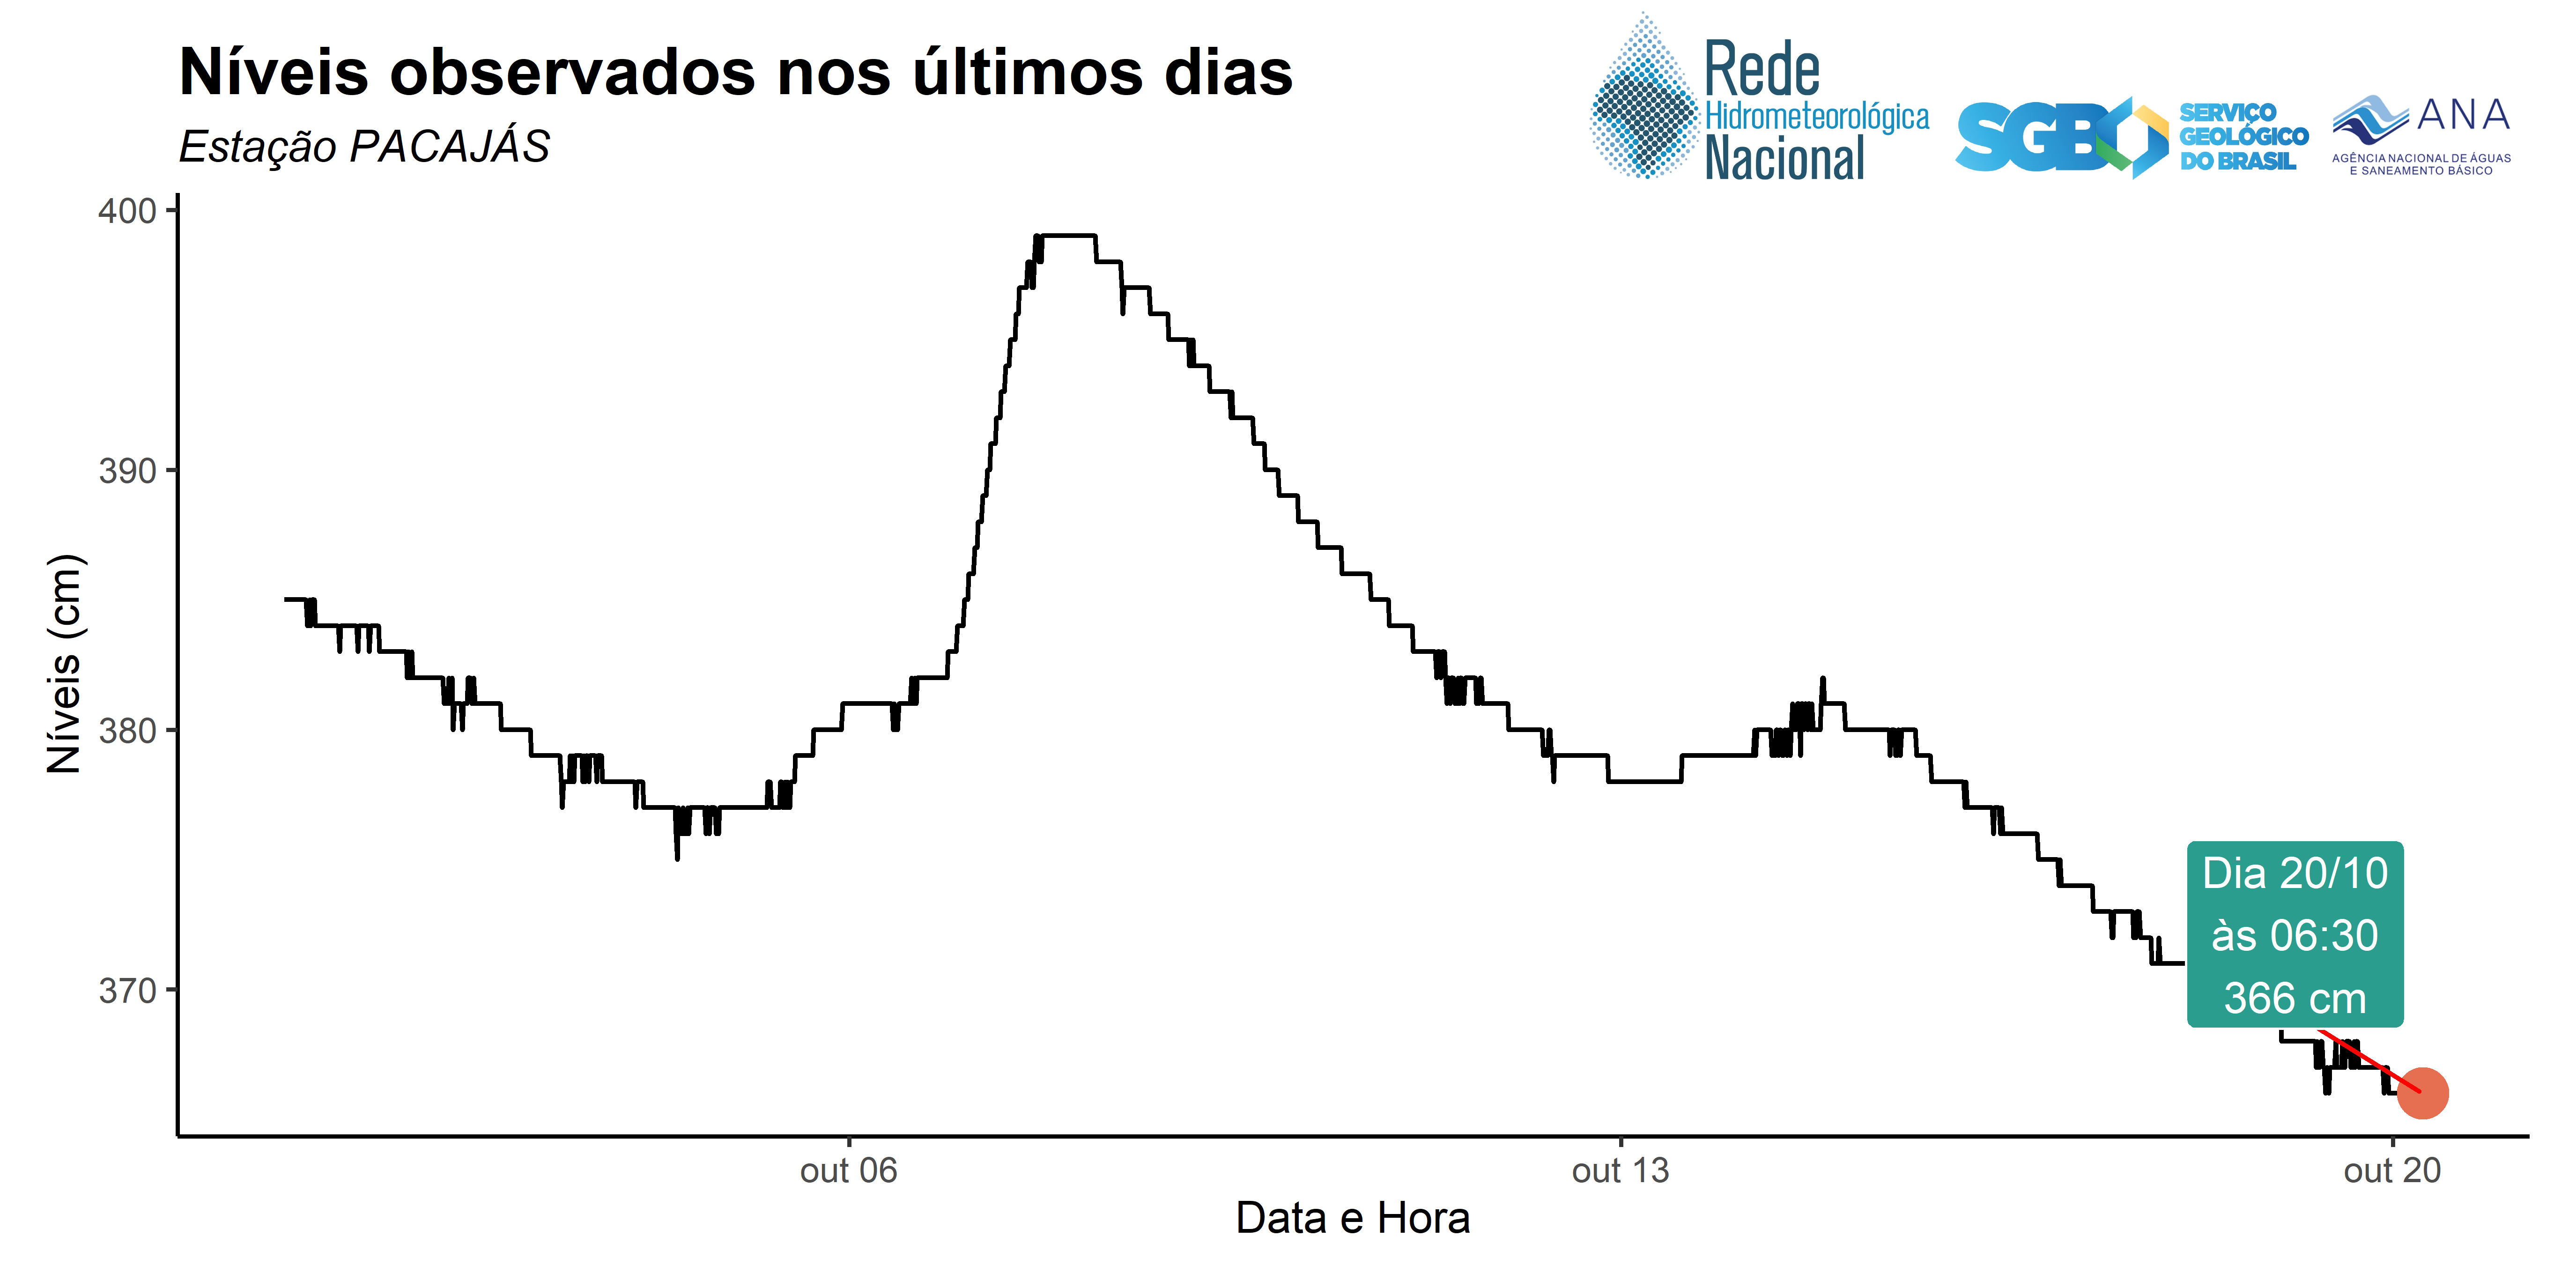 Níveis observados nos últimos dias
Estação PACAJÁS
Rede
Hidrometeorológica
Nacional
SGB
SERVIÇO
GEOLÓGICO
DO BRASIL
ANA
AGÊNCIA NACIONAL DE ÁGUAS
E SANEAMENTO BÁSICO
Níveis (cm)
400
390
380
370
Dia 20/10
às 06:30
366 cm
out 06
out 13
out 20
Data e Hora